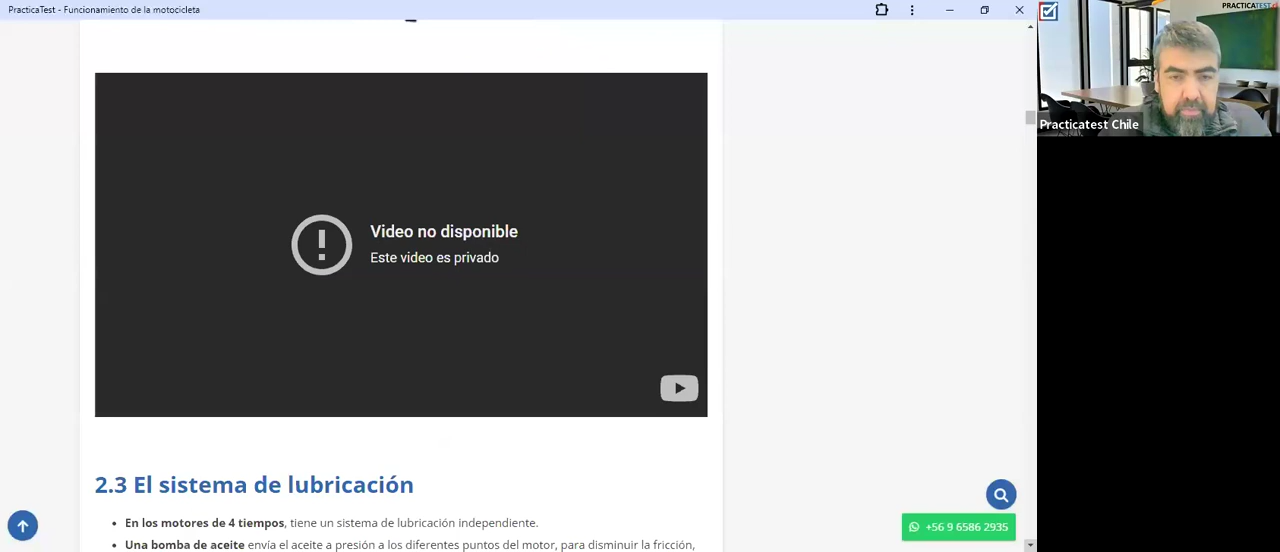 PracticaTest - Funcionamiento de la motocicleta
PRACTICATEST
Practicatest Chile
Video no disponible
Este video es privado
2.3 El sistema de lubricación
En los motores de 4 tiempos, tiene un sistema de lubricación independiente.
Una bomba de aceite envía el aceite a presión a los diferentes puntos del motor, para disminuir la fricción,
+56 9 6586 2935